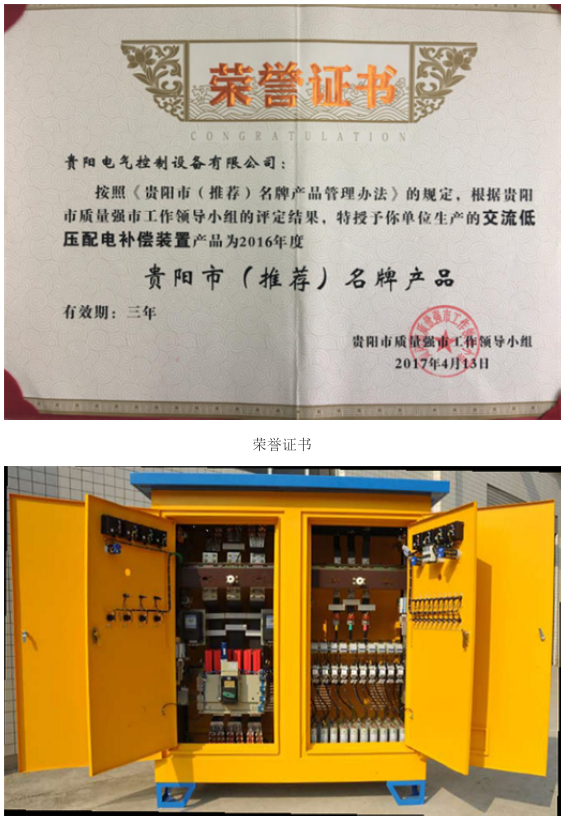 荣誉证书
CONGRATULATION
贵阳电气控制设备有限公司：
按照《贵阳市（推荐）名牌产品管理办法》的规定，根据贵阳
市质量强市工作领导小组的评定结果，特授予你单位生产的交流低
压配电补偿装置产品为2016年度
贵阳市（推荐）名牌产品
有效期：三年
贵阳市质量强市工作领导小组
2017年4月13日
荣誉证书